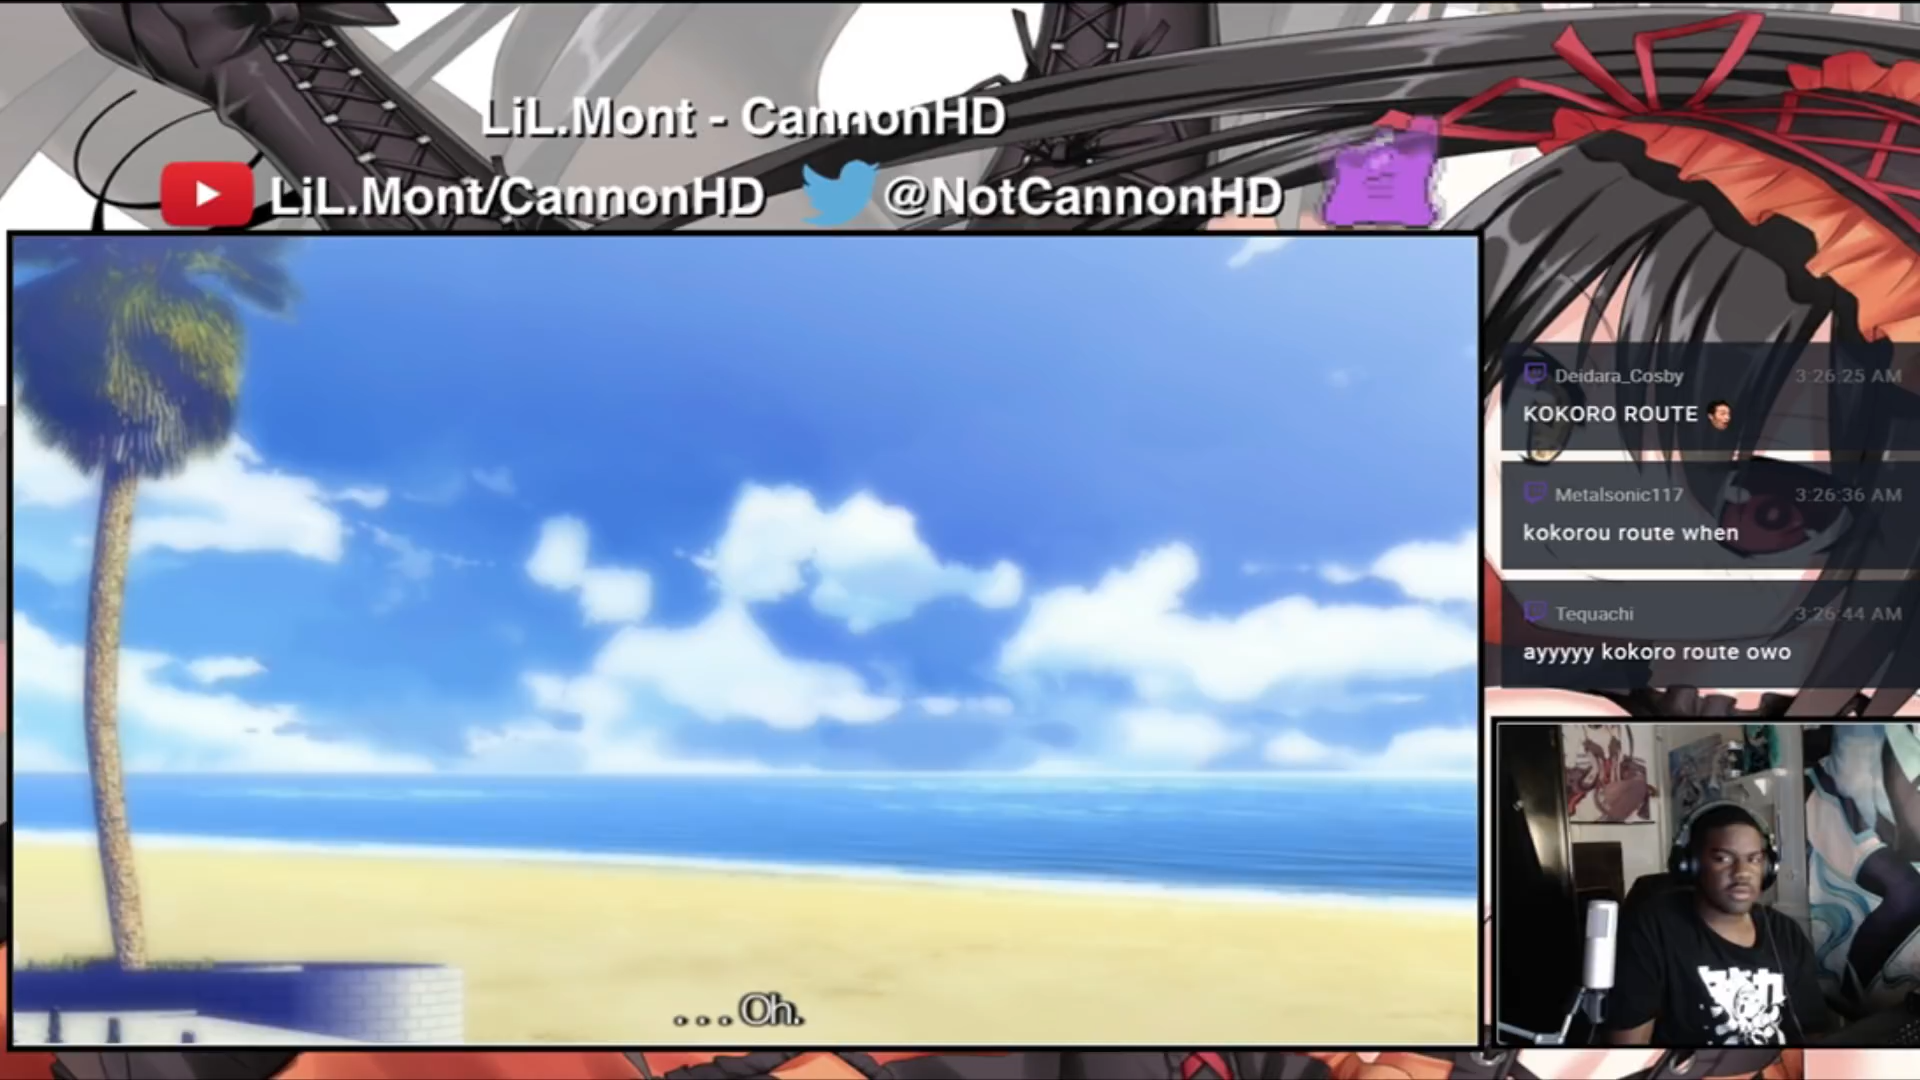 LiL.Mont - CannonHD
LiL.Mont/CannonHD @NotCannonHD
Deidara_Cosby 3:26:25 AM
KOKORO ROUTE
Metalsonic117 3:26:36 AM
kokorou route when
Tequachi 3:26:44 AM
ayyyyy kokoro route owo
....Oh.